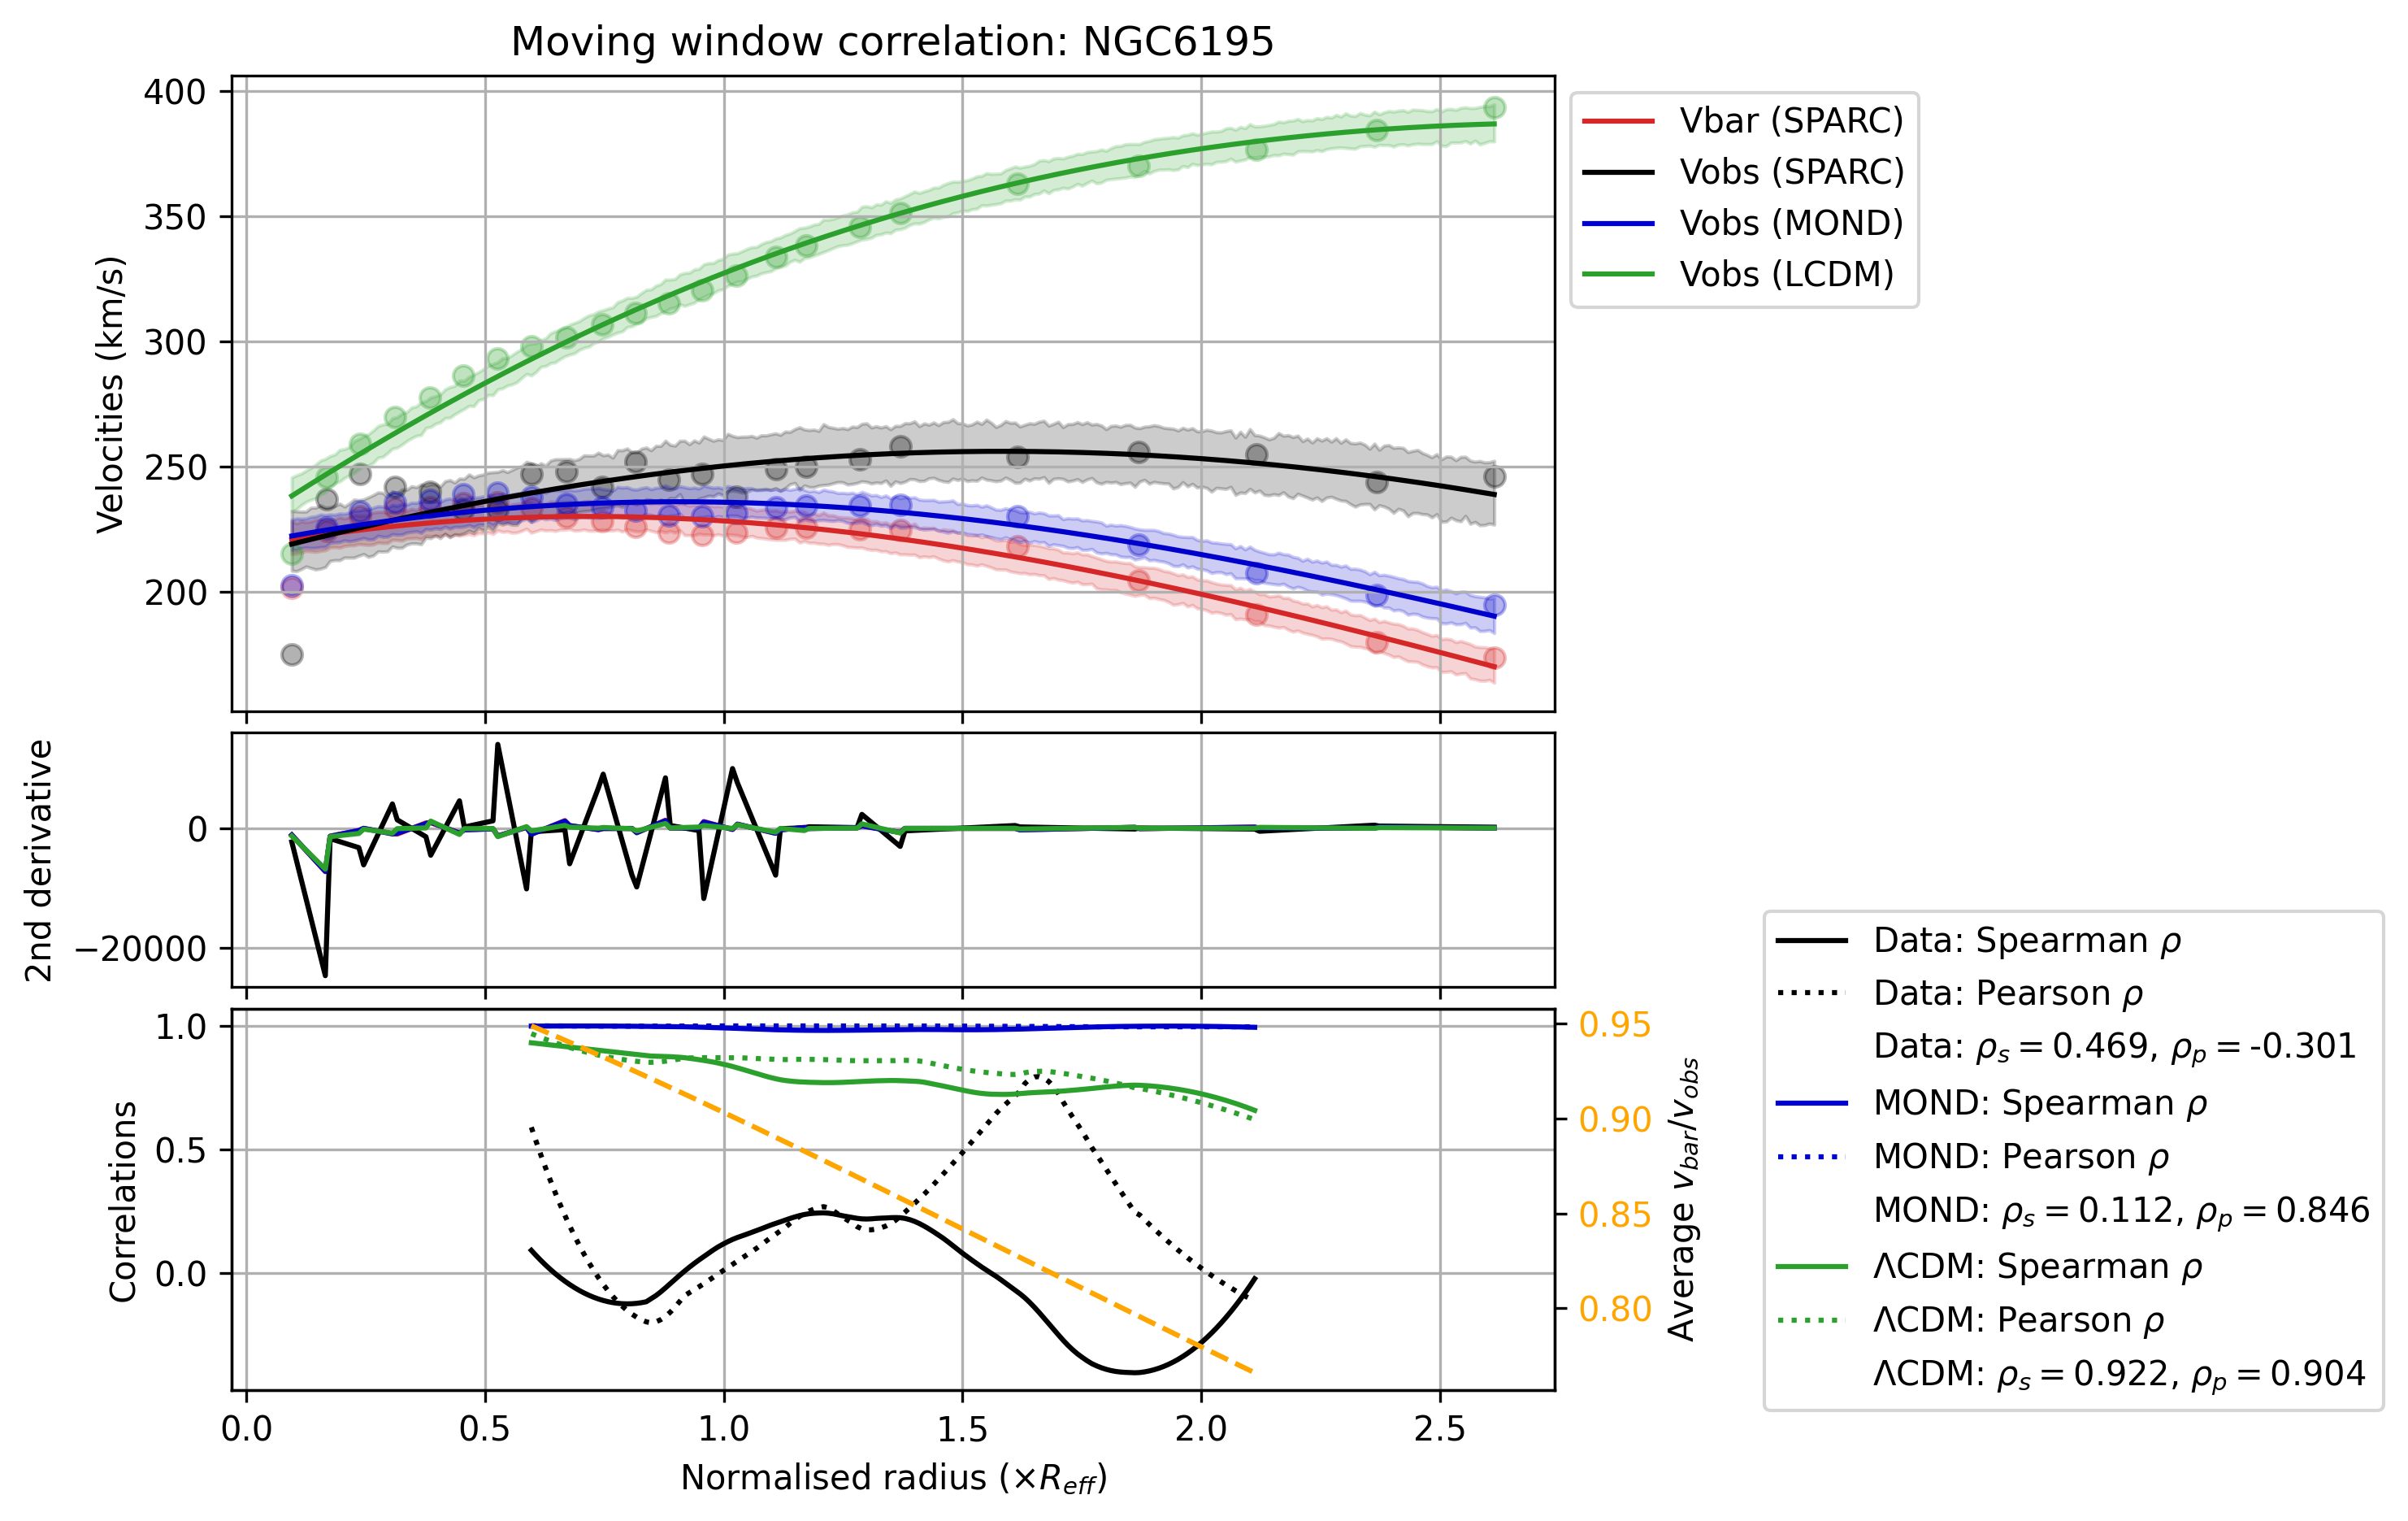 Moving window correlation: NGC6195
400
350
300
250
200
Velocities (km/s)
Vbar (SPARC)
Vobs (SPARC)
Vobs (MOND)
Vobs (LCDM)
0
−20000
2nd derivative
1.0
0.5
0.0
Correlations
0.95
0.90
0.85
0.80
Average v_bar/v_obs
0.0 0.5 1.0 1.5 2.0 2.5
Normalised radius (×R_eff)
Data: Spearman ρ
Data: Pearson ρ
Data: ρ_s = 0.469, ρ_p = -0.301
MOND: Spearman ρ
MOND: Pearson ρ
MOND: ρ_s = 0.112, ρ_p = 0.846
ΛCDM: Spearman ρ
ΛCDM: Pearson ρ
ΛCDM: ρ_s = 0.922, ρ_p = 0.904